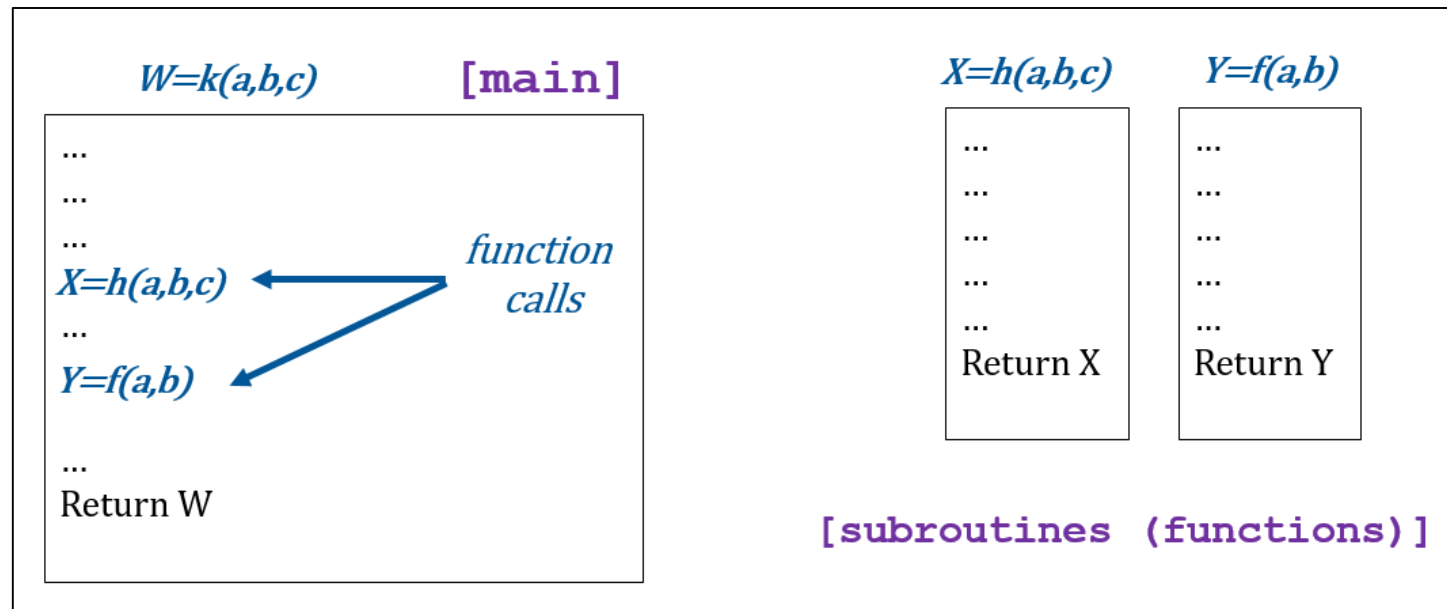 W=k(a,b,c) [main]
...
...
...
X=h(a,b,c)
...
Y=f(a,b)
...
Return W
function
calls
X=h(a,b,c)
...
...
...
...
...
Return X
Y=f(a,b)
...
...
...
...
...
Return Y
[subroutines (functions)]